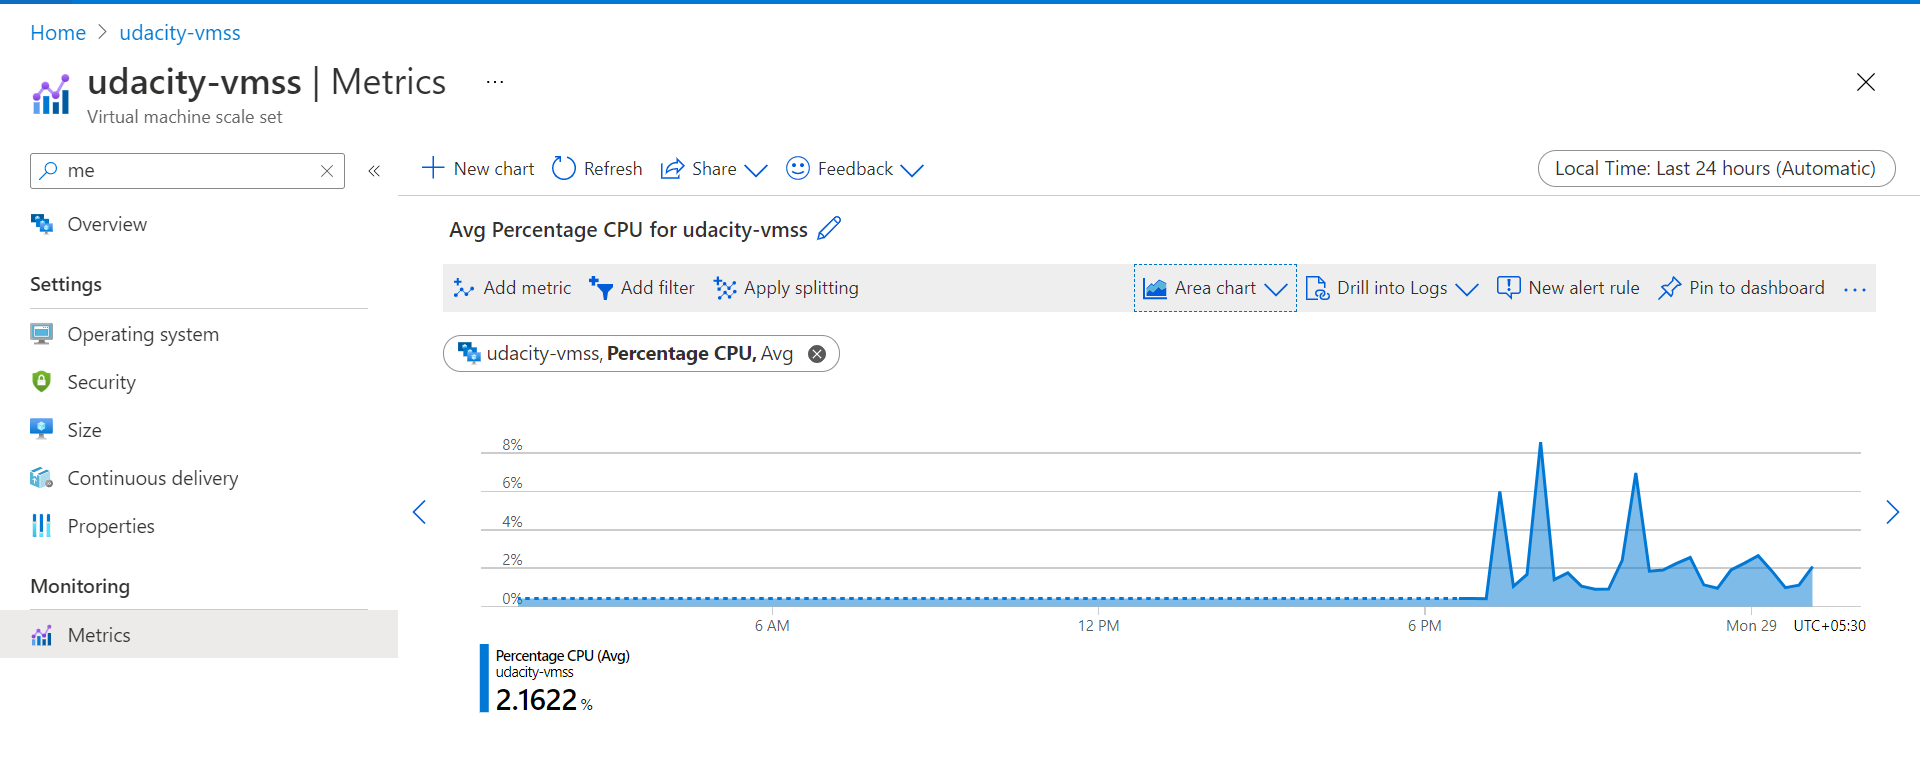 Home > udacity-vmss
udacity-vmss | Metrics ...
Virtual machine scale set
me
«
New chart Refresh Share Feedback
Local Time: Last 24 hours (Automatic)
Overview
Settings
Operating system
Security
Size
Continuous delivery
Properties
Monitoring
Metrics
Avg Percentage CPU for udacity-vmss
Add metric Add filter Apply splitting Area chart Drill into Logs New alert rule Pin to dashboard ...
udacity-vmss, Percentage CPU, Avg
8%
6%
4%
2%
0%
6 AM 12 PM 6 PM Mon 29 UTC+05:30
Percentage CPU (Avg)
udacity-vmss
2.1622 %